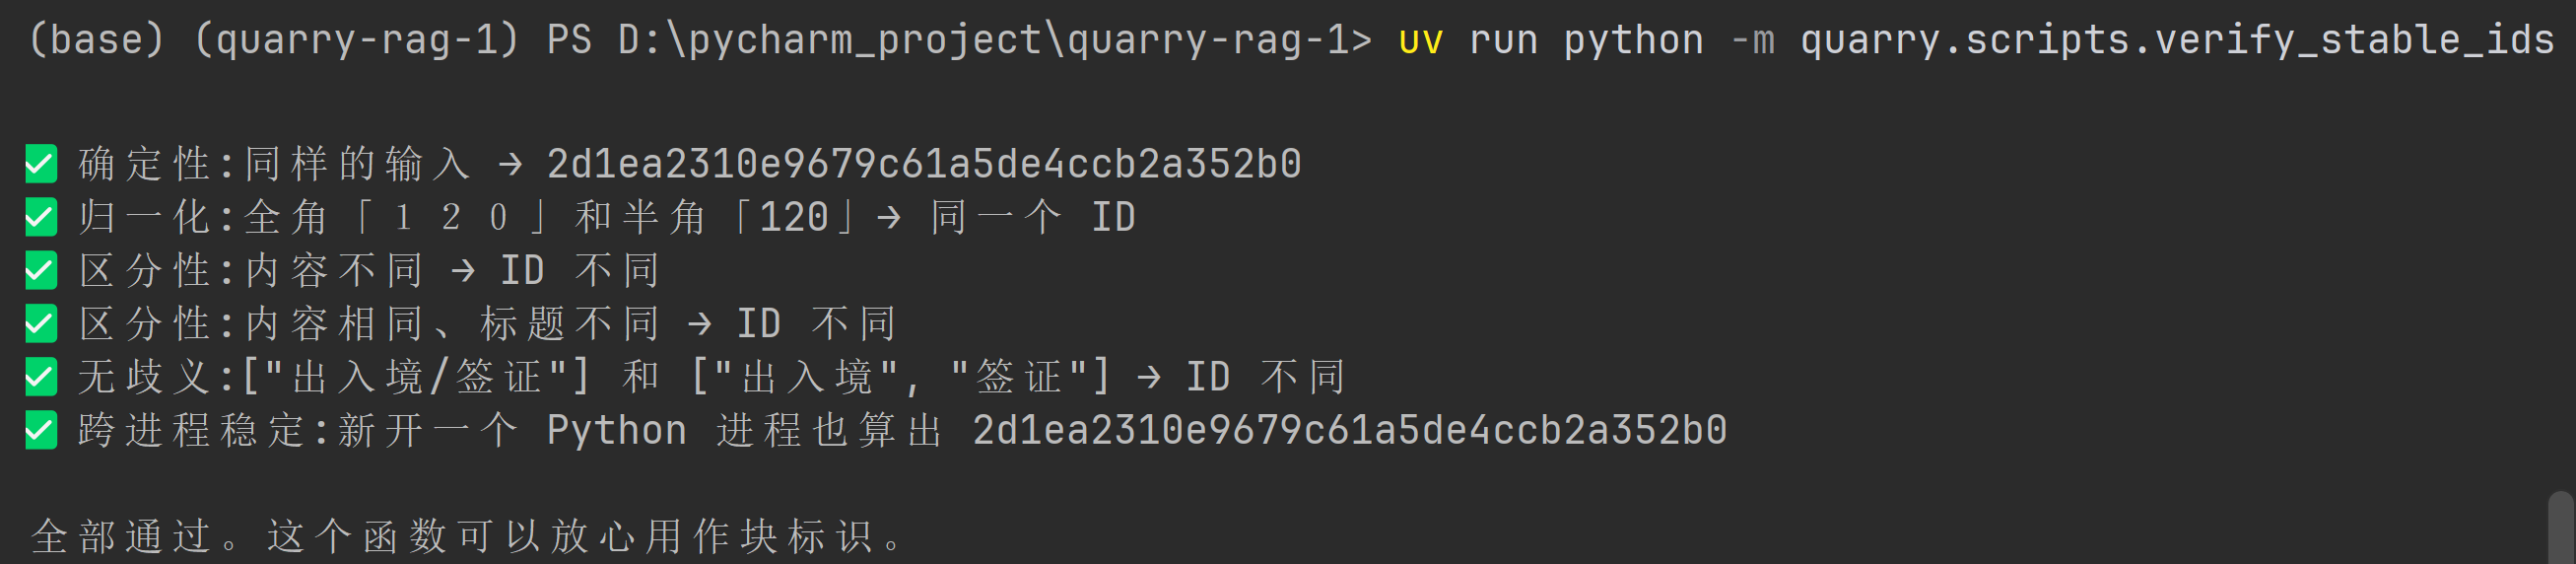 (base) (quarry-rag-1) PS D:\pycharm_project\quarry-rag-1> uv run python -m quarry.scripts.verify_stable_ids
✅ 确定性:同样的输入 → 2d1ea2310e9679c61a5de4ccb2a352b0
✅ 归一化:全角「１２０」和半角「120」→ 同一个 ID
✅ 区分性:内容不同 → ID 不同
✅ 区分性:内容相同、标题不同 → ID 不同
✅ 无歧义:["出入境/签证"] 和 ["出入境", "签证"] → ID 不同
✅ 跨进程稳定:新开一个 Python 进程也算出 2d1ea2310e9679c61a5de4ccb2a352b0
全部通过。这个函数可以放心用作块标识。